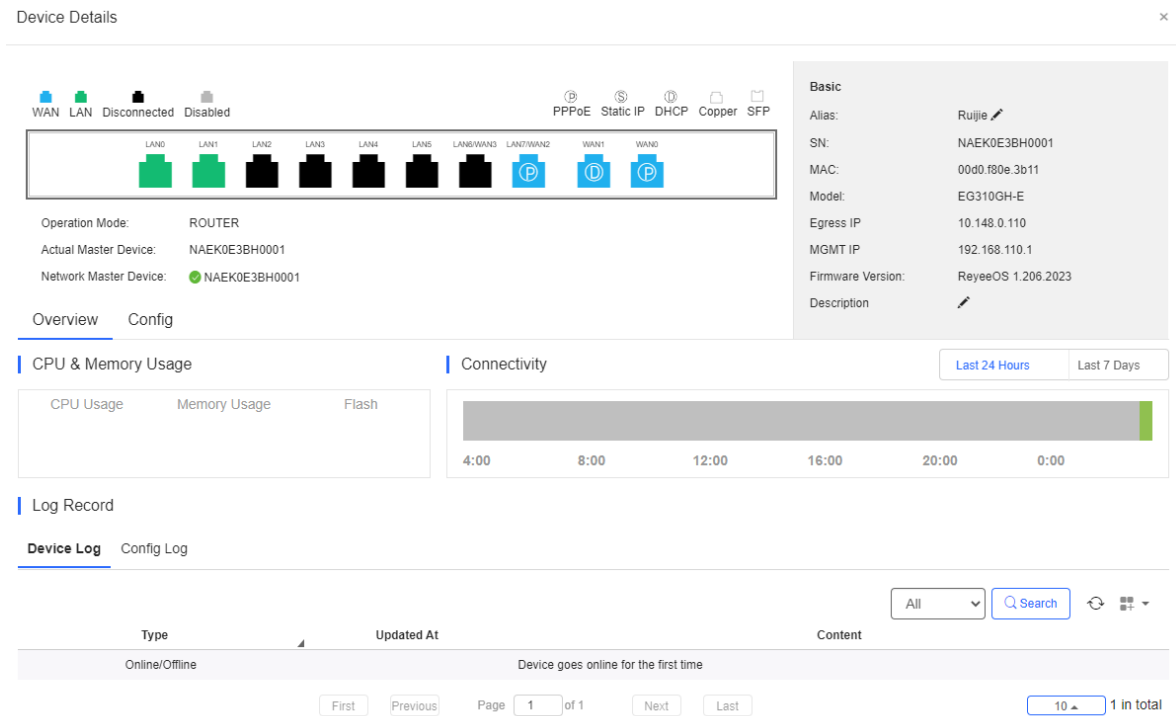 Device Details
×
WAN LAN Disconnected Disabled
P S D
PPPoE Static IP DHCP Copper SFP
LAN0 LAN1 LAN2 LAN3 LAN4 LAN5 LAN6/WAN3 LAN7/WAN2 WAN1 WAN0
P D P
Operation Mode: ROUTER
Actual Master Device: NAEK0E3BH0001
Network Master Device: NAEK0E3BH0001
Basic
Alias: Ruijie
SN: NAEK0E3BH0001
MAC: 00d0.f80e.3b11
Model: EG310GH-E
Egress IP 10.148.0.110
MGMT IP 192.168.110.1
Firmware Version: ReyeeOS 1.206.2023
Description
Overview Config
CPU & Memory Usage
CPU Usage Memory Usage Flash
Connectivity
Last 24 Hours Last 7 Days
4:00 8:00 12:00 16:00 20:00 0:00
Log Record
Device Log Config Log
All Search
Type Updated At Content
Online/Offline Device goes online for the first time
First Previous Page 1 of 1 Next Last 10 1 in total